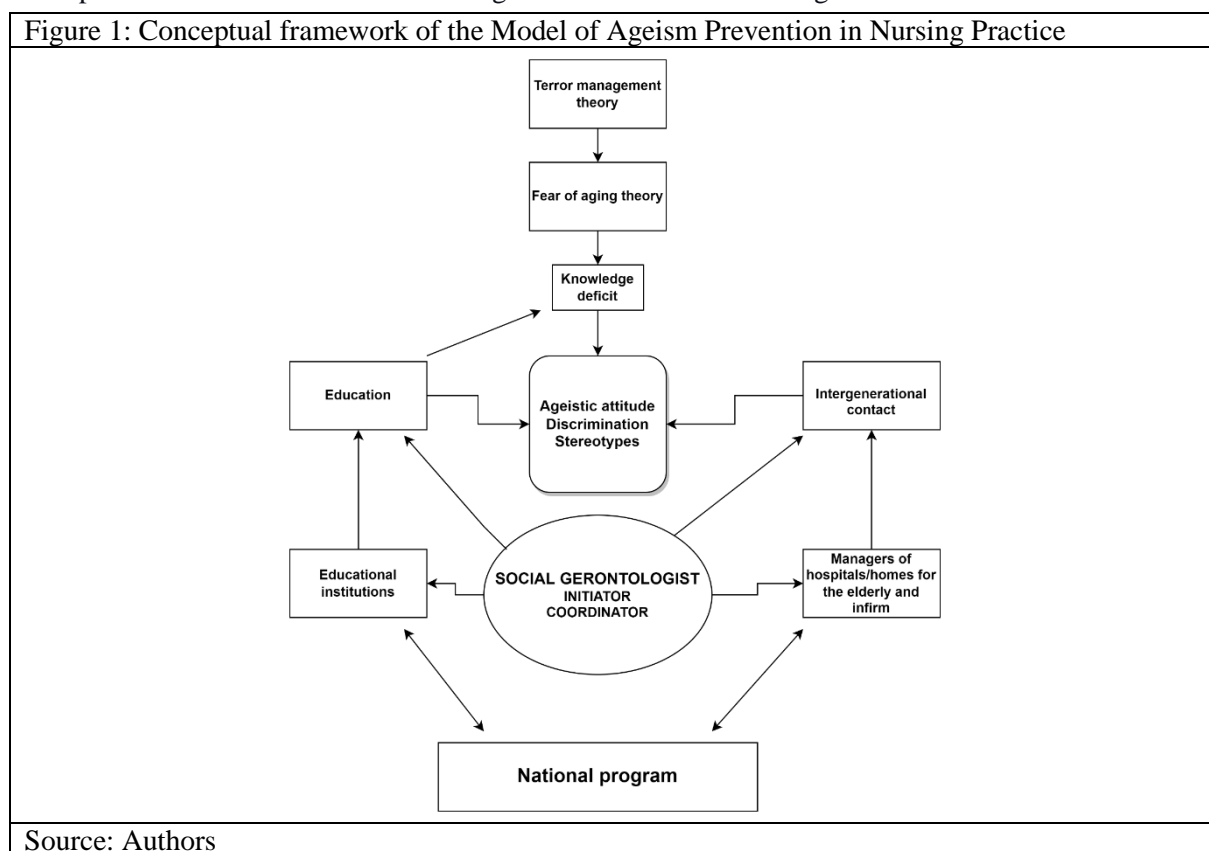 Figure 1: Conceptual framework of the Model of Ageism Prevention in Nursing Practice
Terror management
theory
Fear of aging theory
Knowledge
deficit
Education
Ageistic attitude
Discrimination
Stereotypes
Intergenerational
contact
Educational
institutions
SOCIAL GERONTOLOGIST
INITIATOR
COORDINATOR
Managers of
hospitals/homes for
the elderly and
infirm
National program
Source: Authors